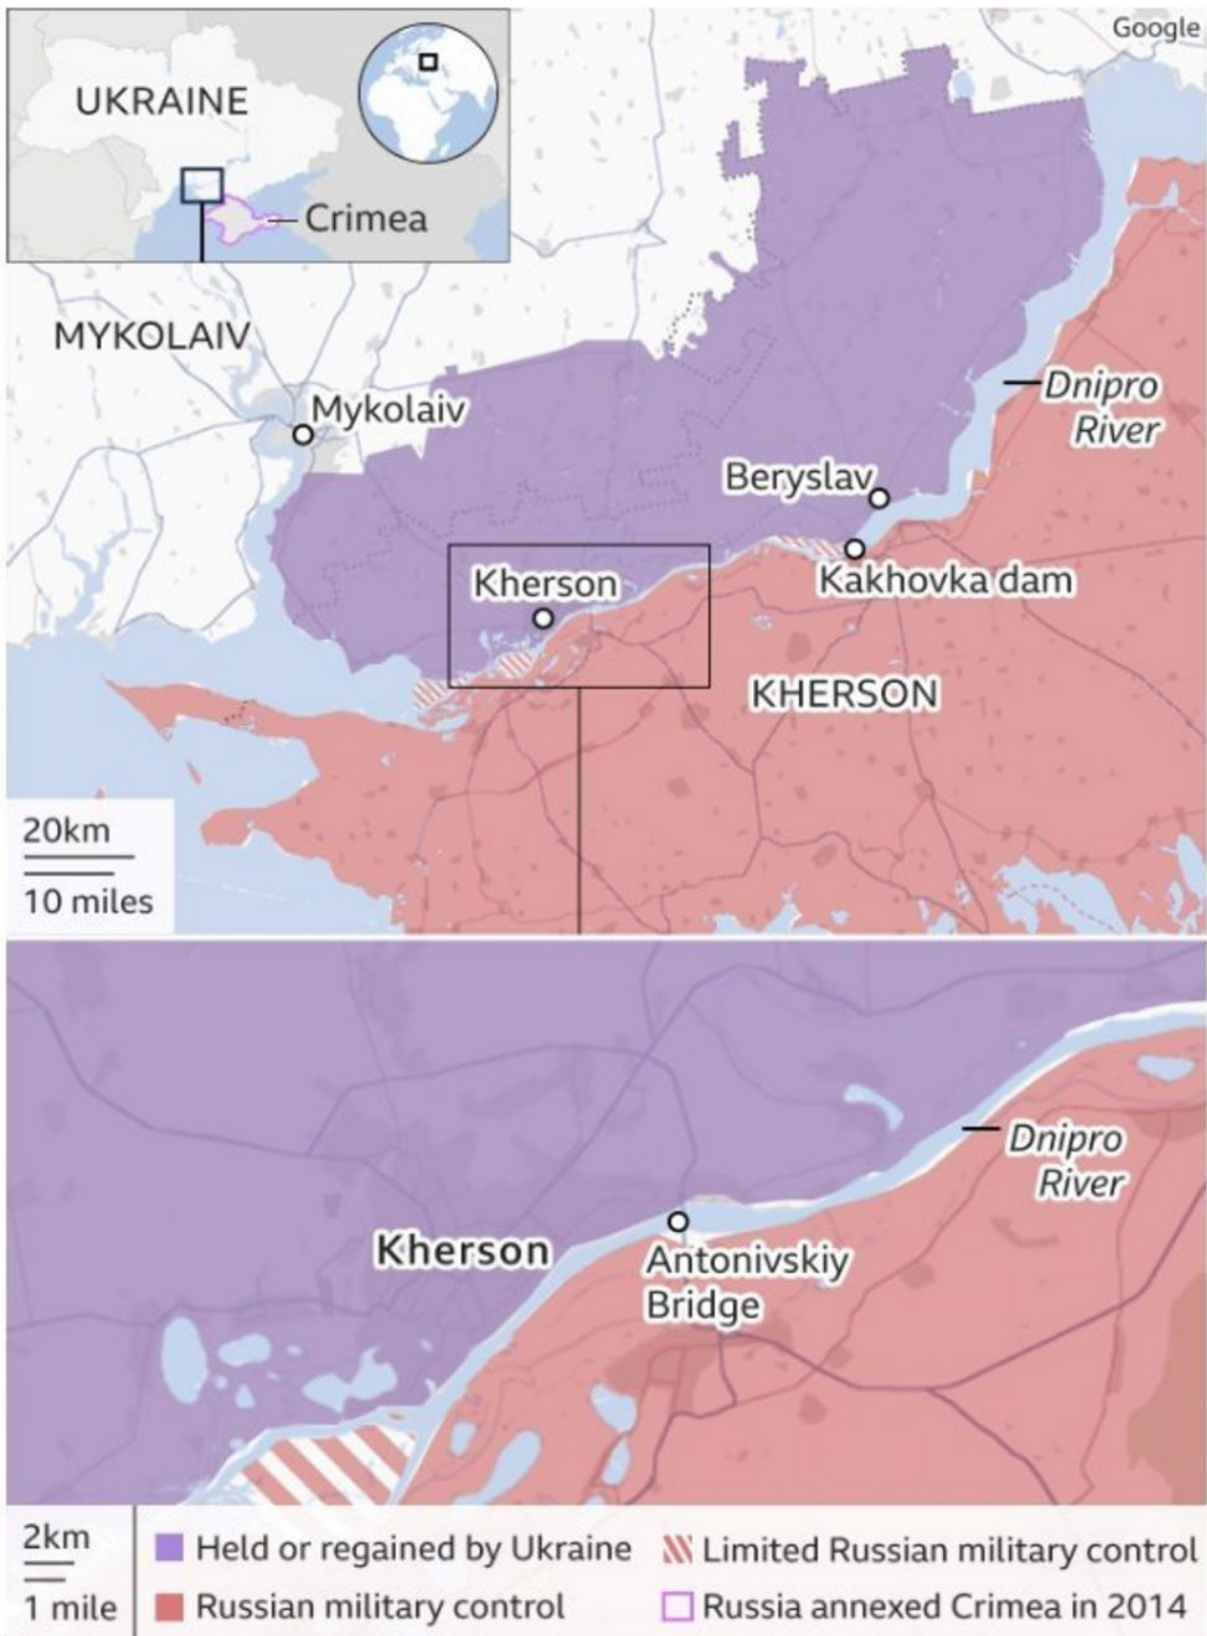 Google
UKRAINE
Crimea
MYKOLAIV
Mykolaiv
Dnipro
River
Beryslav
Kherson
Kakhovka dam
KHERSON
20km
10 miles
Dnipro
River
Kherson
Antonivskiy
Bridge
2km
1 mile
Held or regained by Ukraine
Limited Russian military control
Russian military control
Russia annexed Crimea in 2014